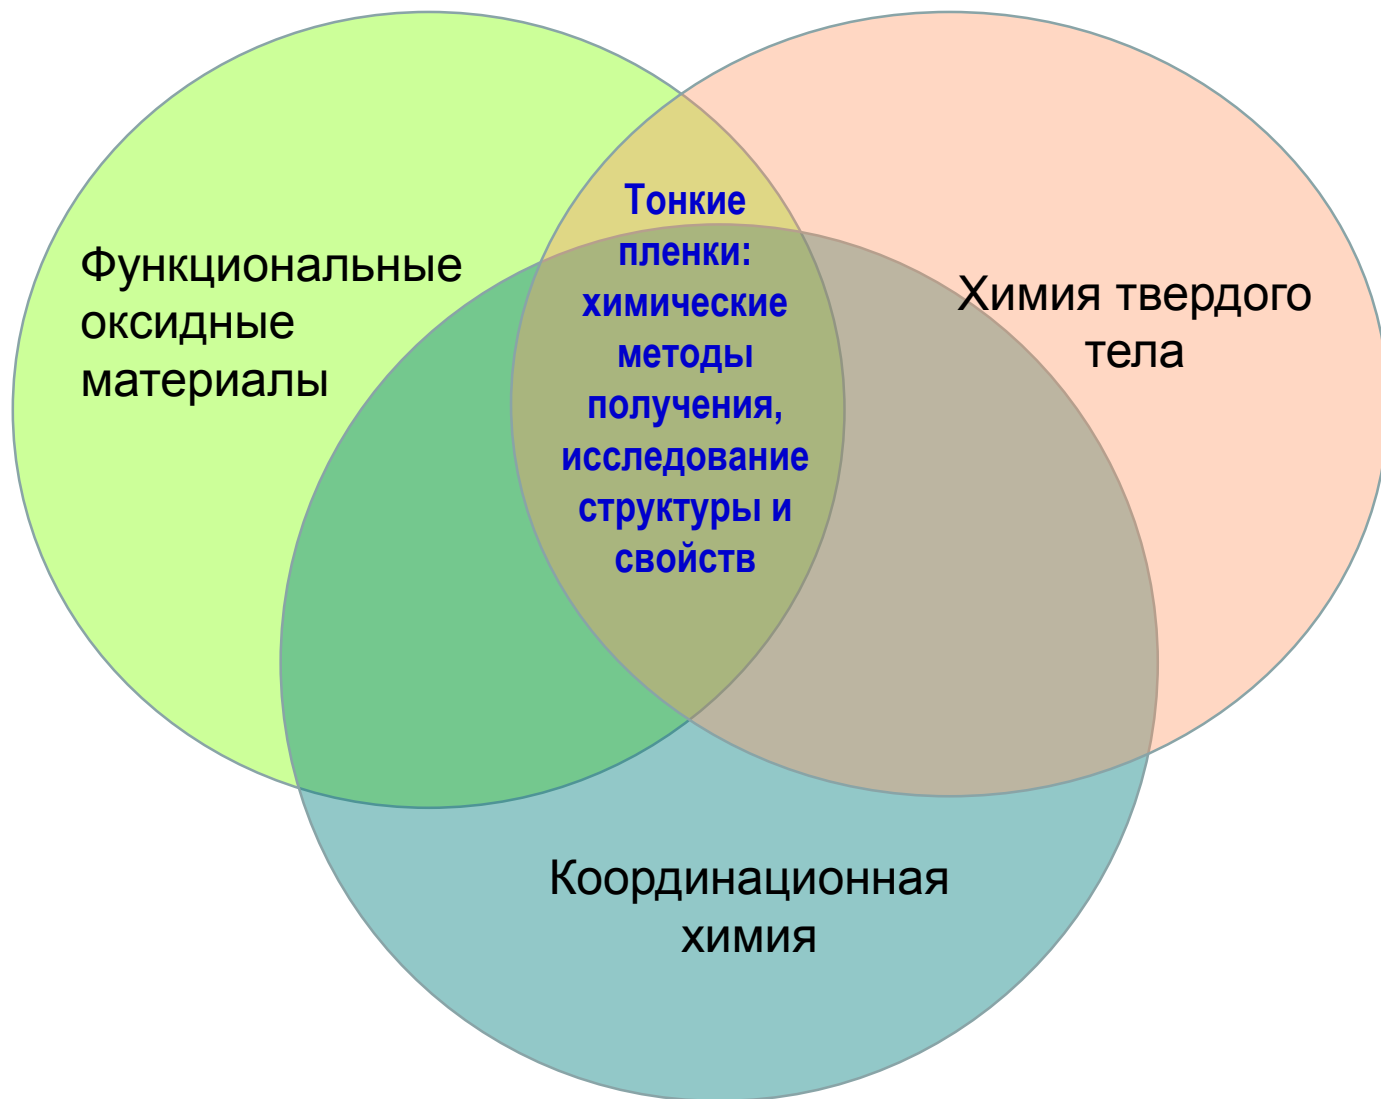 Тонкие
пленки:
химические
методы
получения,
исследование
структуры и
свойств
Функциональные
оксидные
материалы
Химия твердого
тела
Координационная
химия